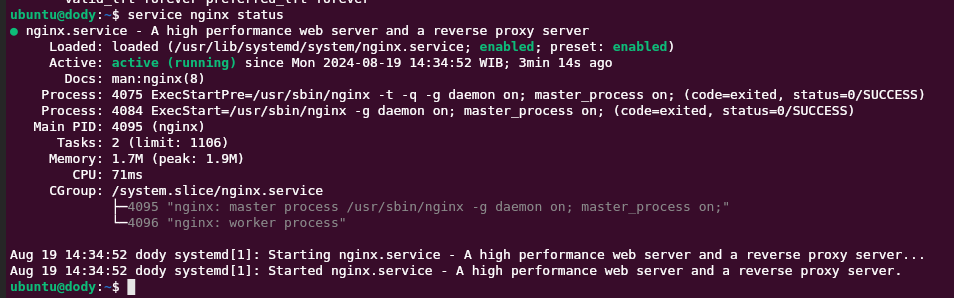 valid_lft forever preferred_lft forever
ubuntu@dody:~$ service nginx status
● nginx.service - A high performance web server and a reverse proxy server
     Loaded: loaded (/usr/lib/systemd/system/nginx.service; enabled; preset: enabled)
     Active: active (running) since Mon 2024-08-19 14:34:52 WIB; 3min 14s ago
       Docs: man:nginx(8)
    Process: 4075 ExecStartPre=/usr/sbin/nginx -t -q -g daemon on; master_process on; (code=exited, status=0/SUCCESS)
    Process: 4084 ExecStart=/usr/sbin/nginx -g daemon on; master_process on; (code=exited, status=0/SUCCESS)
   Main PID: 4095 (nginx)
      Tasks: 2 (limit: 1106)
     Memory: 1.7M (peak: 1.9M)
        CPU: 71ms
     CGroup: /system.slice/nginx.service
             ├─4095 "nginx: master process /usr/sbin/nginx -g daemon on; master_process on;"
             └─4096 "nginx: worker process"
Aug 19 14:34:52 dody systemd[1]: Starting nginx.service - A high performance web server and a reverse proxy server...
Aug 19 14:34:52 dody systemd[1]: Started nginx.service - A high performance web server and a reverse proxy server.
ubuntu@dody:~$